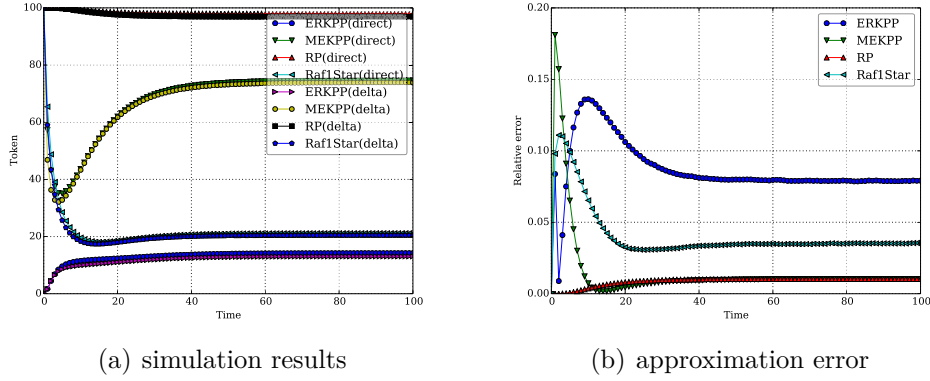 100
80
60
40
20
0
Token
0
20
40
60
80
100
Time
ERKPP(direct)
MEKPP(direct)
RP(direct)
Raf1Star(direct)
ERKPP(delta)
MEKPP(delta)
RP(delta)
Raf1Star(delta)
0.20
0.15
0.10
0.05
0.00
Relative error
0
20
40
60
80
100
Time
ERKPP
MEKPP
RP
Raf1Star
(a) simulation results
(b) approximation error